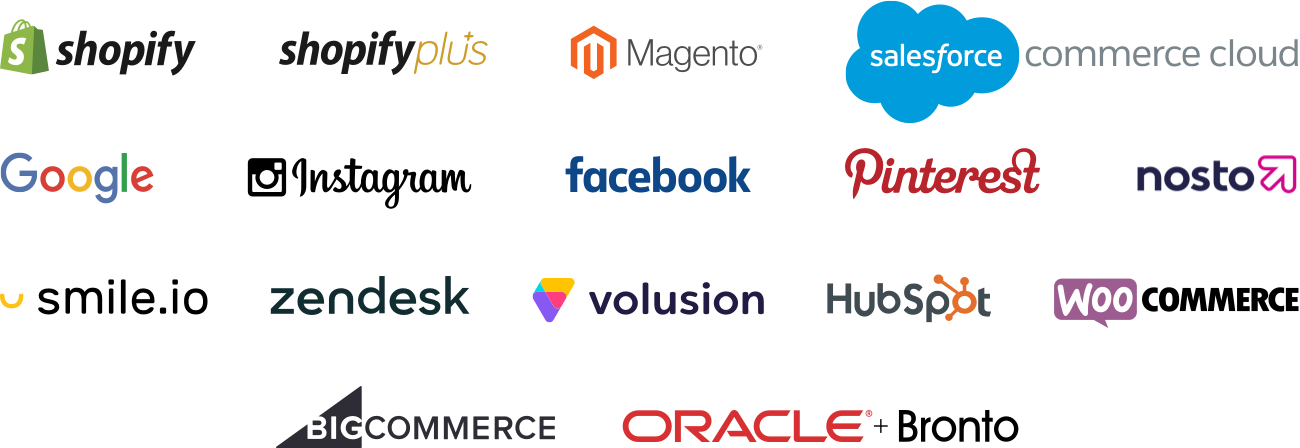 S shopify shopifyplus Magento® salesforce commerce cloud
Google Instagram facebook Pinterest nosto
smile.io zendesk volusion HubSpot WOO COMMERCE
BIGCOMMERCE ORACLE® + Bronto